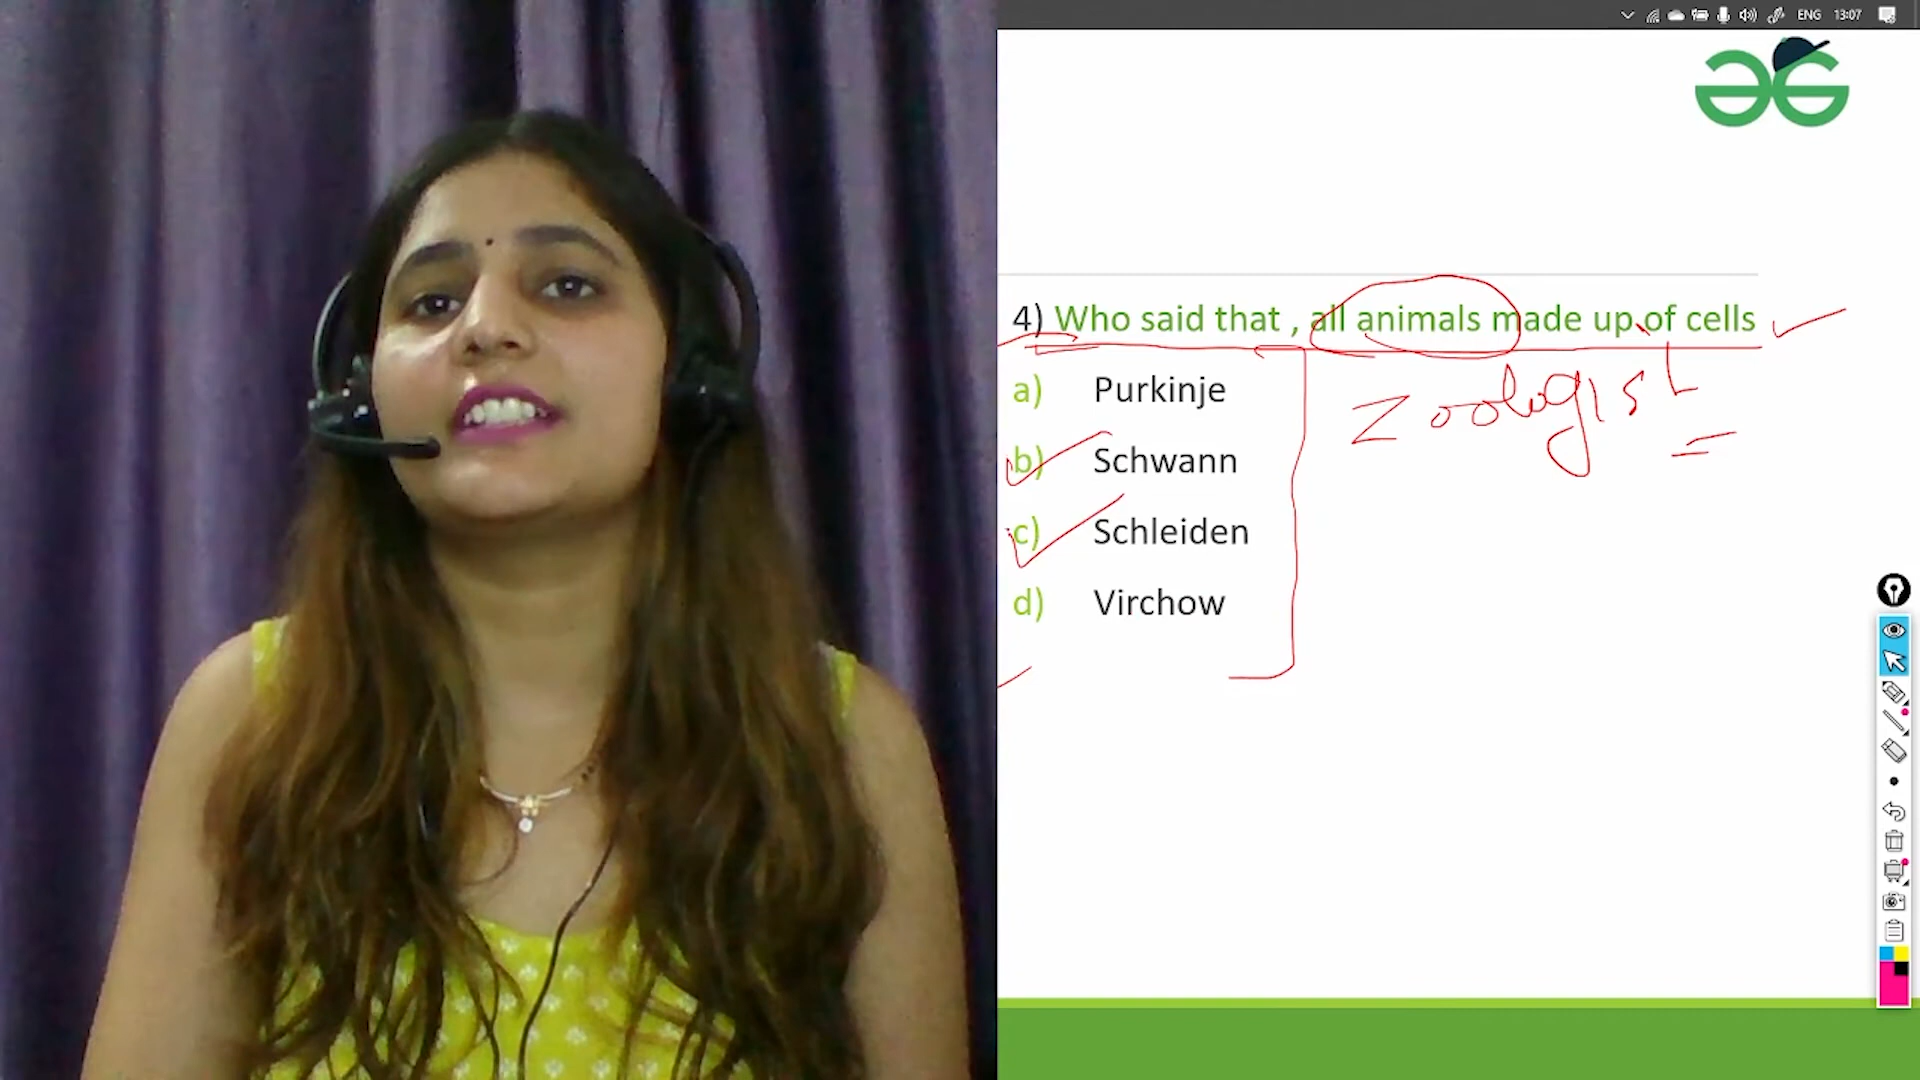 ENG 13:07
4) Who said that , all animals made up of cells
Zoologist
a) Purkinje
b) Schwann
c) Schleiden
d) Virchow